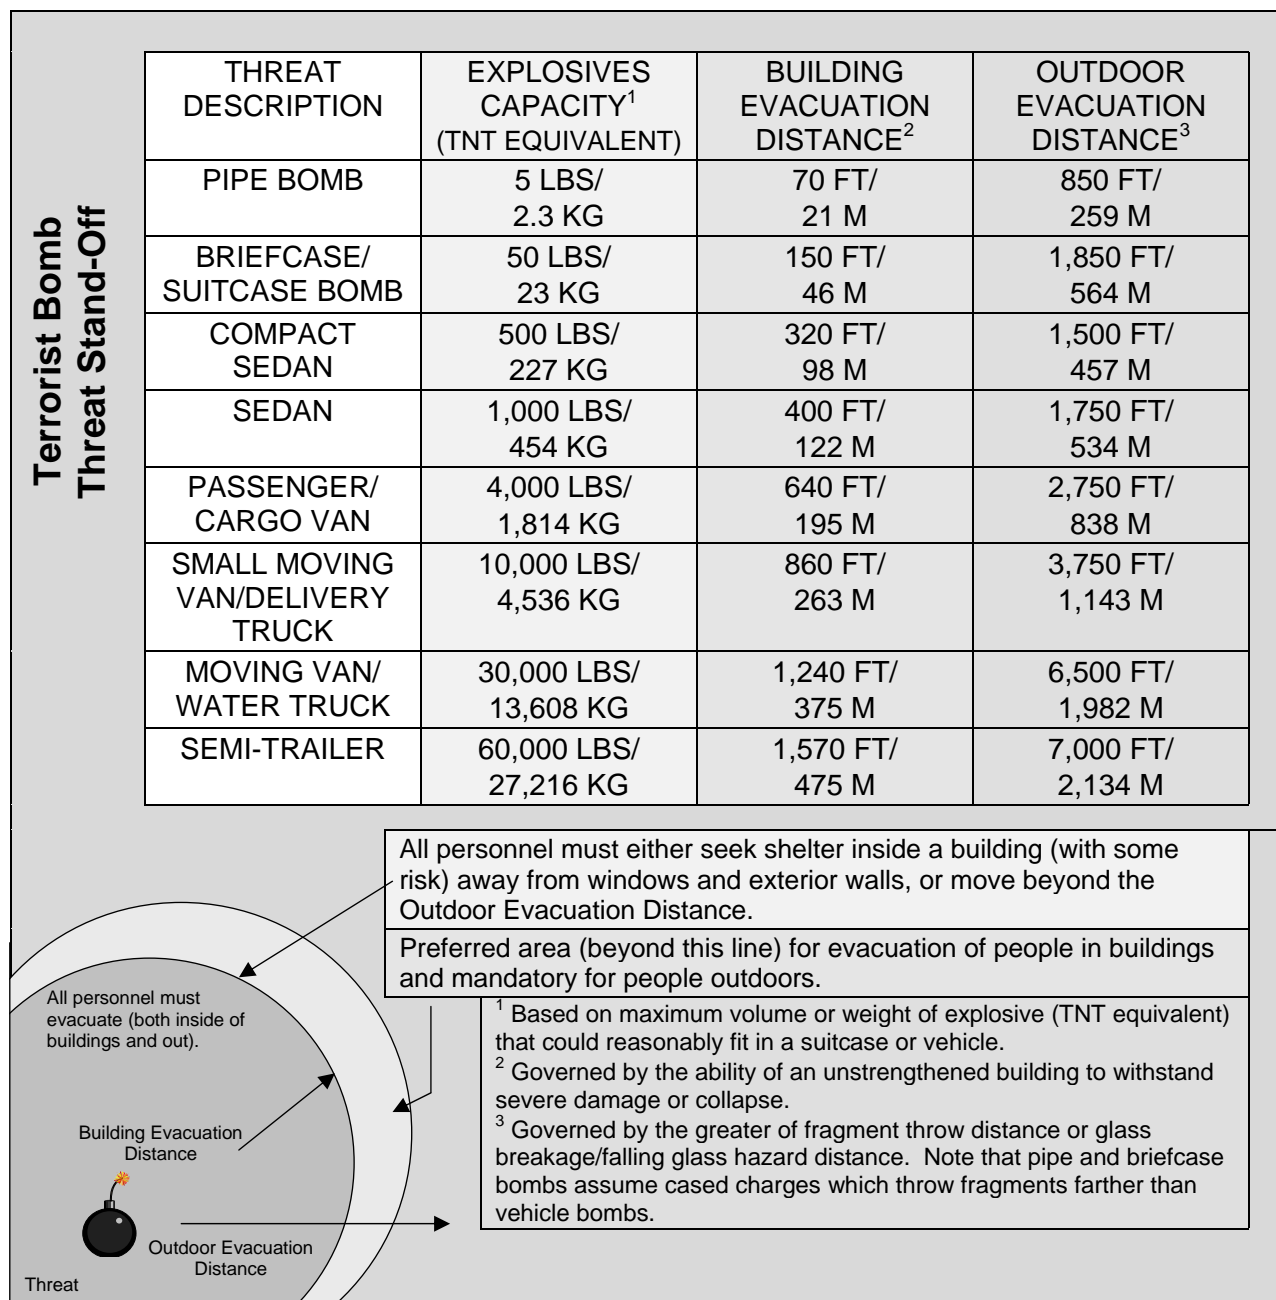 Terrorist Bomb
Threat Stand-Off
THREAT DESCRIPTION
EXPLOSIVES CAPACITY¹ (TNT EQUIVALENT)
BUILDING EVACUATION DISTANCE²
OUTDOOR EVACUATION DISTANCE³
PIPE BOMB
5 LBS/
2.3 KG
70 FT/
21 M
850 FT/
259 M
BRIEFCASE/
SUITCASE BOMB
50 LBS/
23 KG
150 FT/
46 M
1,850 FT/
564 M
COMPACT
SEDAN
500 LBS/
227 KG
320 FT/
98 M
1,500 FT/
457 M
SEDAN
1,000 LBS/
454 KG
400 FT/
122 M
1,750 FT/
534 M
PASSENGER/
CARGO VAN
4,000 LBS/
1,814 KG
640 FT/
195 M
2,750 FT/
838 M
SMALL MOVING
VAN/DELIVERY
TRUCK
10,000 LBS/
4,536 KG
860 FT/
263 M
3,750 FT/
1,143 M
MOVING VAN/
WATER TRUCK
30,000 LBS/
13,608 KG
1,240 FT/
375 M
6,500 FT/
1,982 M
SEMI-TRAILER
60,000 LBS/
27,216 KG
1,570 FT/
475 M
7,000 FT/
2,134 M
All personnel must either seek shelter inside a building (with some
risk) away from windows and exterior walls, or move beyond the
Outdoor Evacuation Distance.
Preferred area (beyond this line) for evacuation of people in buildings
and mandatory for people outdoors.
¹ Based on maximum volume or weight of explosive (TNT equivalent)
that could reasonably fit in a suitcase or vehicle.
² Governed by the ability of an unstrengthened building to withstand
severe damage or collapse.
³ Governed by the greater of fragment throw distance or glass
breakage/falling glass hazard distance.  Note that pipe and briefcase
bombs assume cased charges which throw fragments farther than
vehicle bombs.
All personnel must
evacuate (both inside of
buildings and out).
Building Evacuation
Distance
Outdoor Evacuation
Distance
Threat